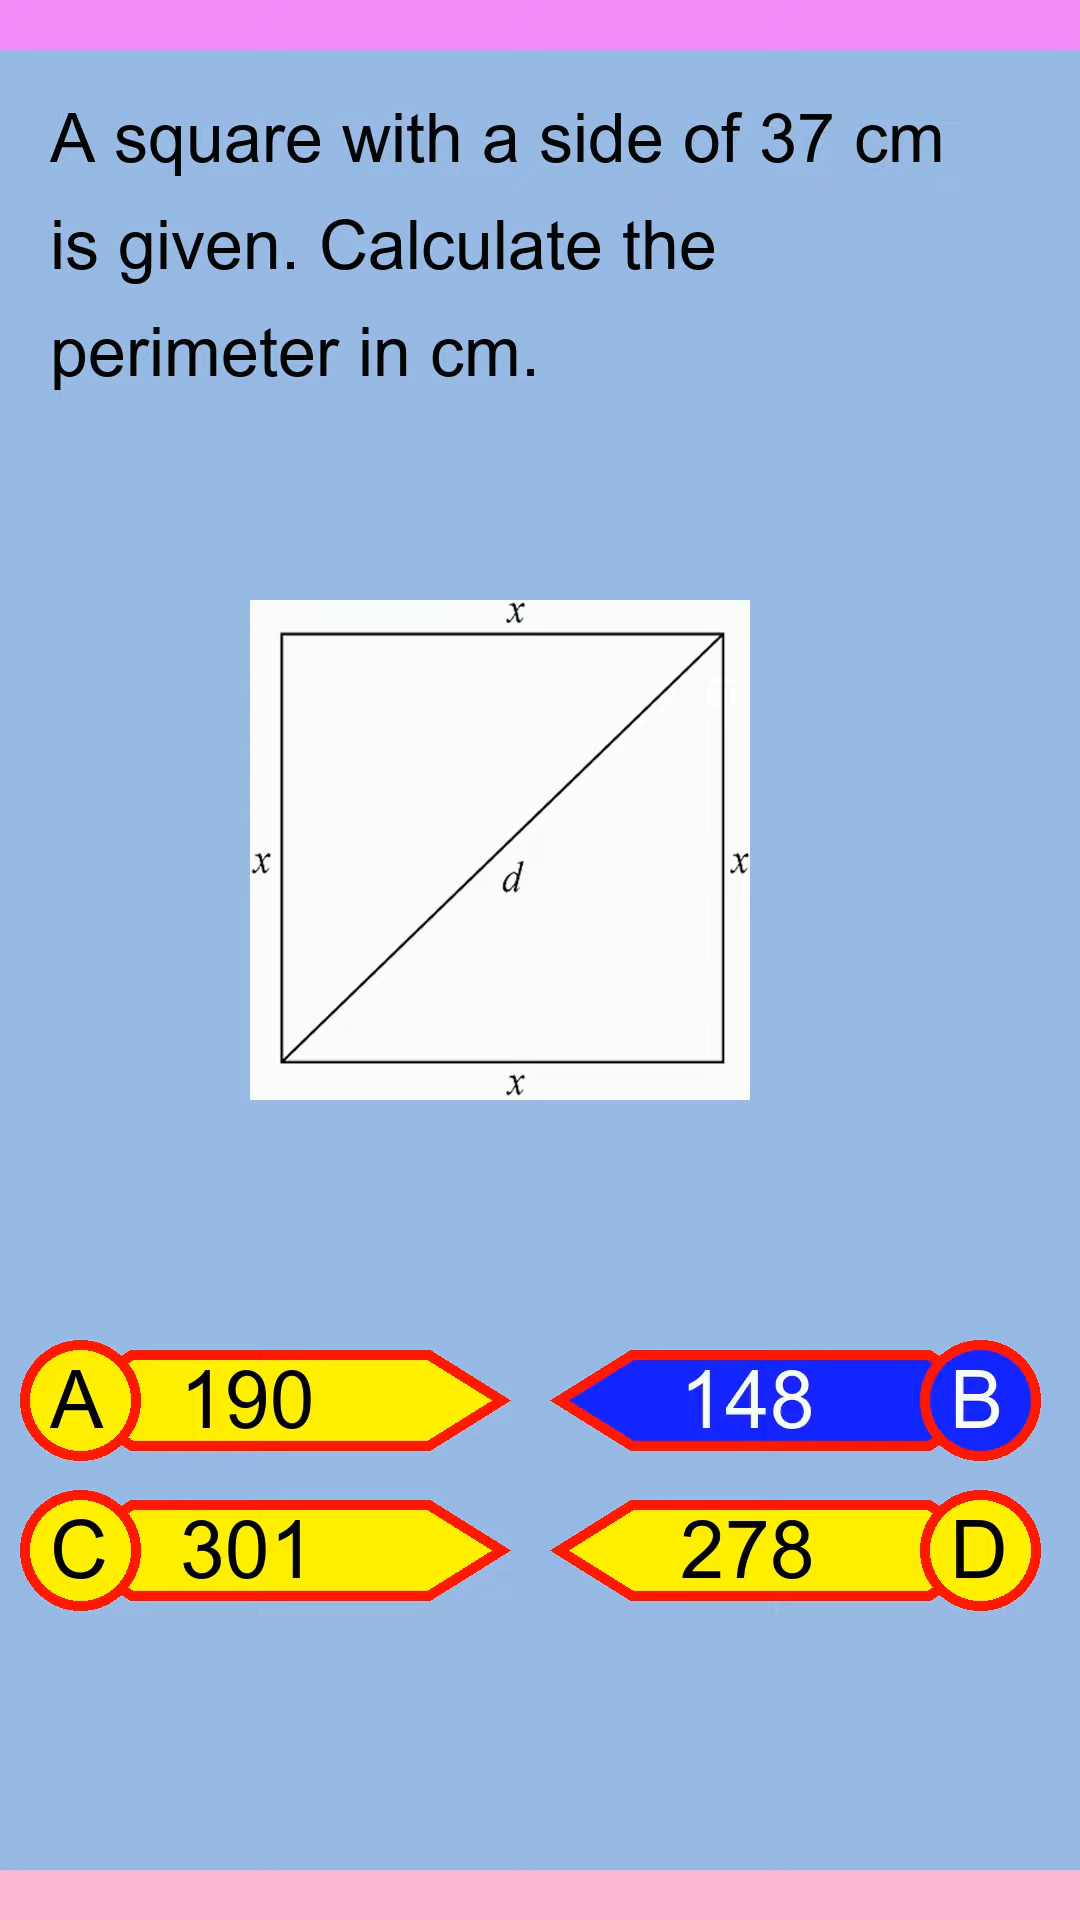 A square with a side of 37 cm
is given. Calculate the
perimeter in cm.
x
x
d
x
x
A 190
148 B
C 301
278 D